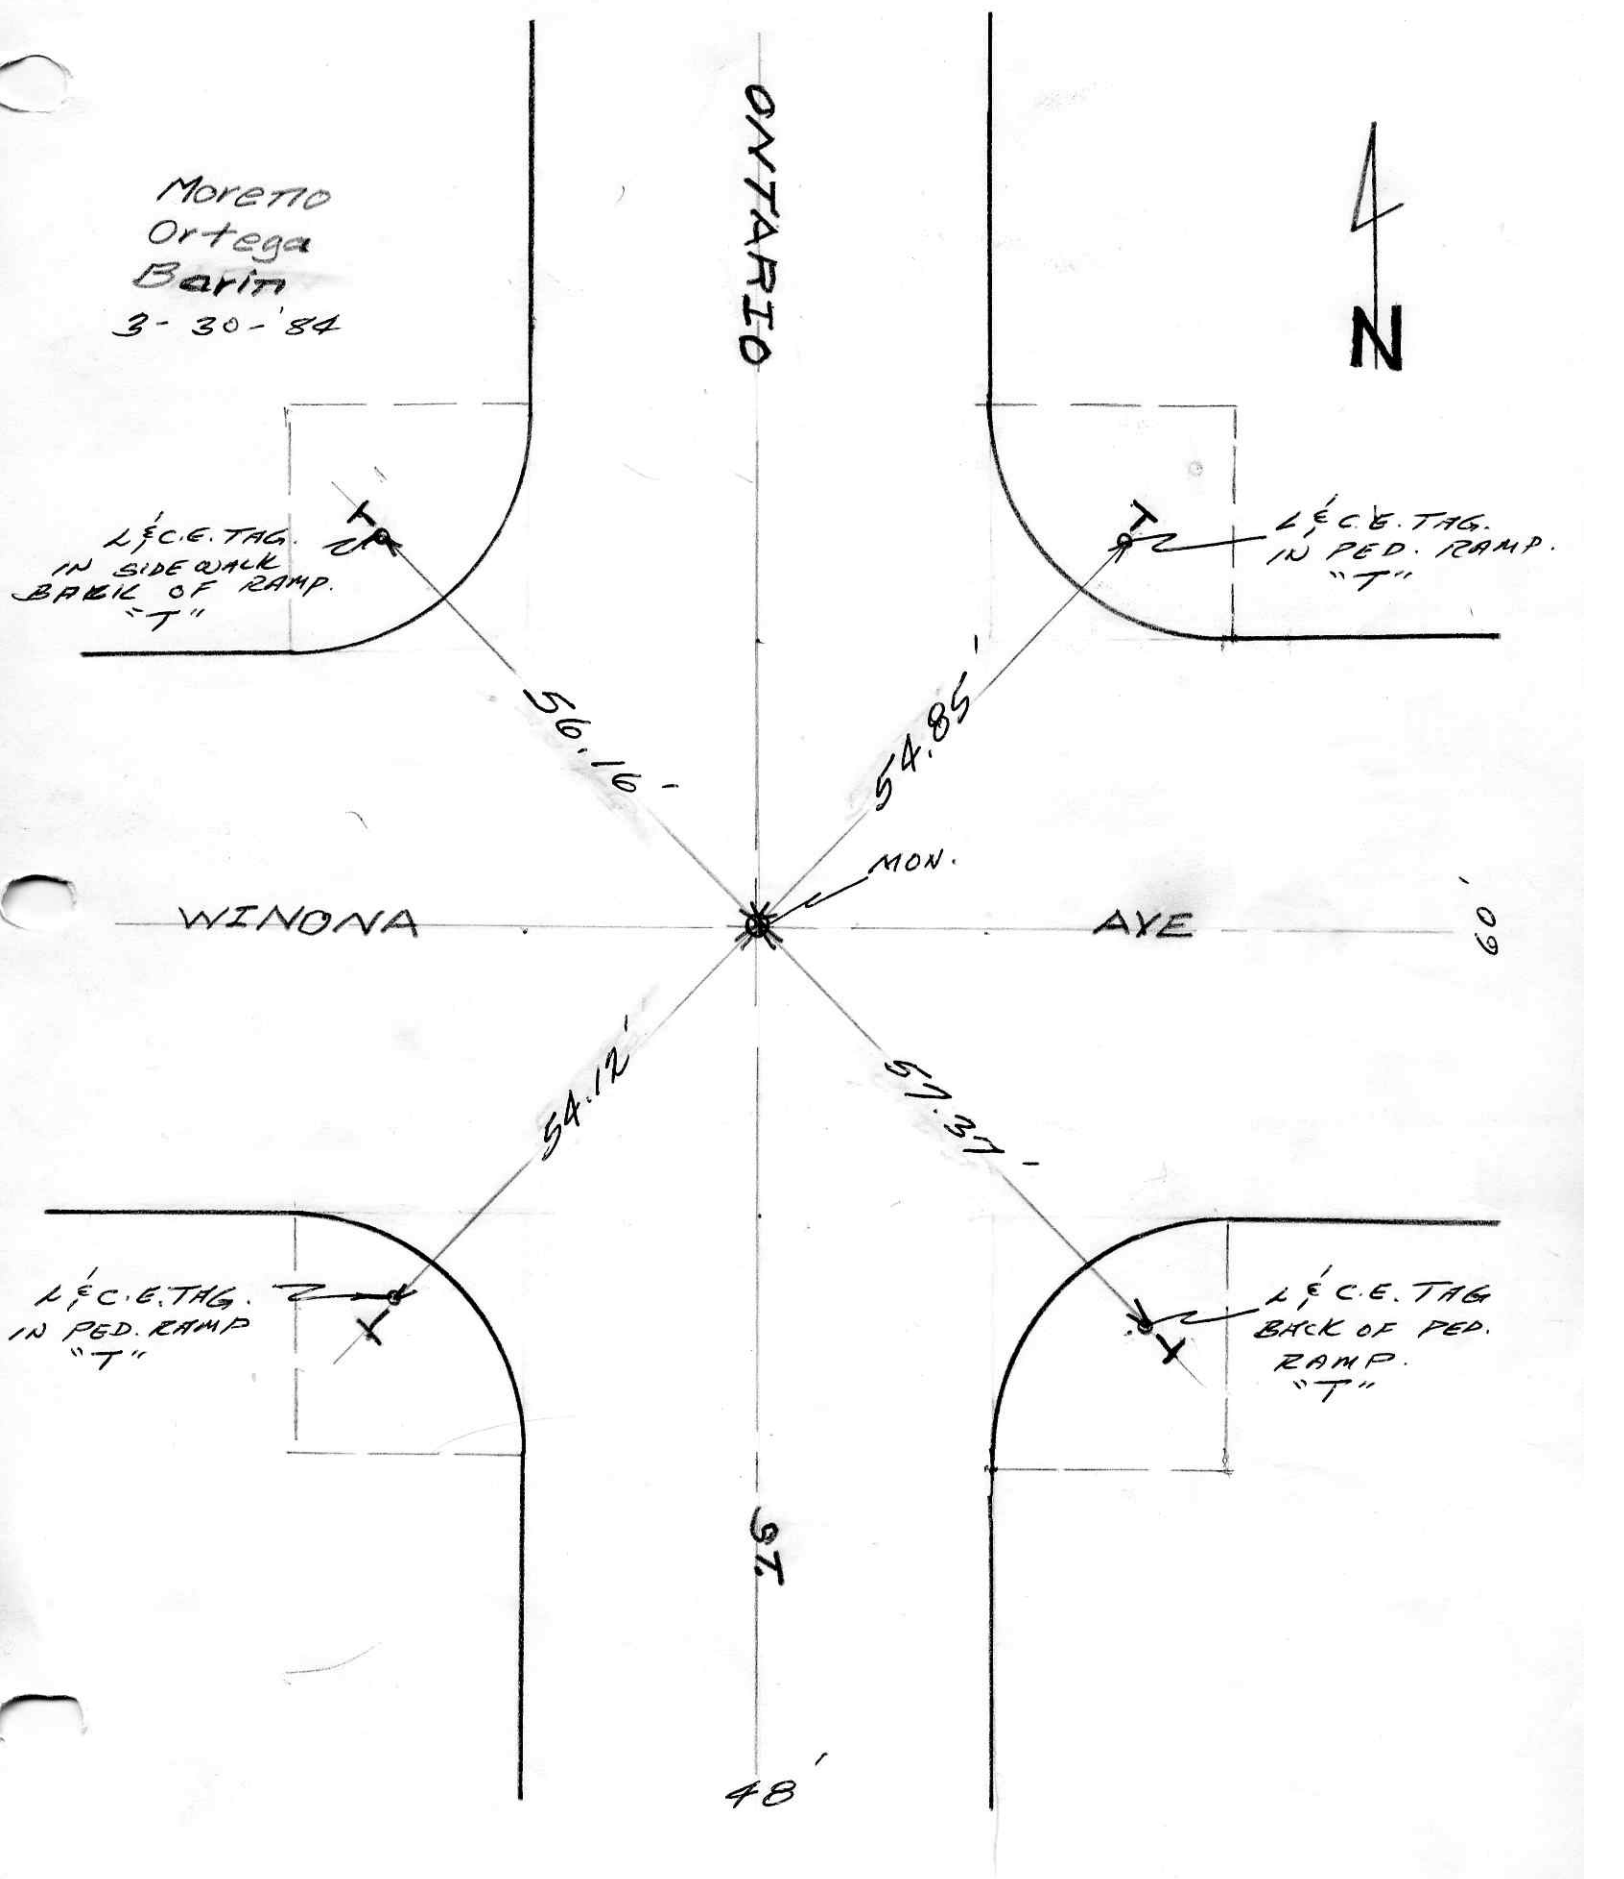 ONTARIO
Moreno
Ortega
Barin
3-30-'84
N
L & C.E. TAG.
IN SIDEWALK
BACK OF RAMP.
"T"
T
T
L & C.E. TAG.
IN PED. RAMP.
"T"
56.16'
54.85'
MON.
WINONA AVE
60'
54.12'
57.37'
L & C.E. TAG.
IN PED. RAMP
"T"
T
T
L & C.E. TAG
BACK OF PED.
RAMP.
"T"
ST.
48'